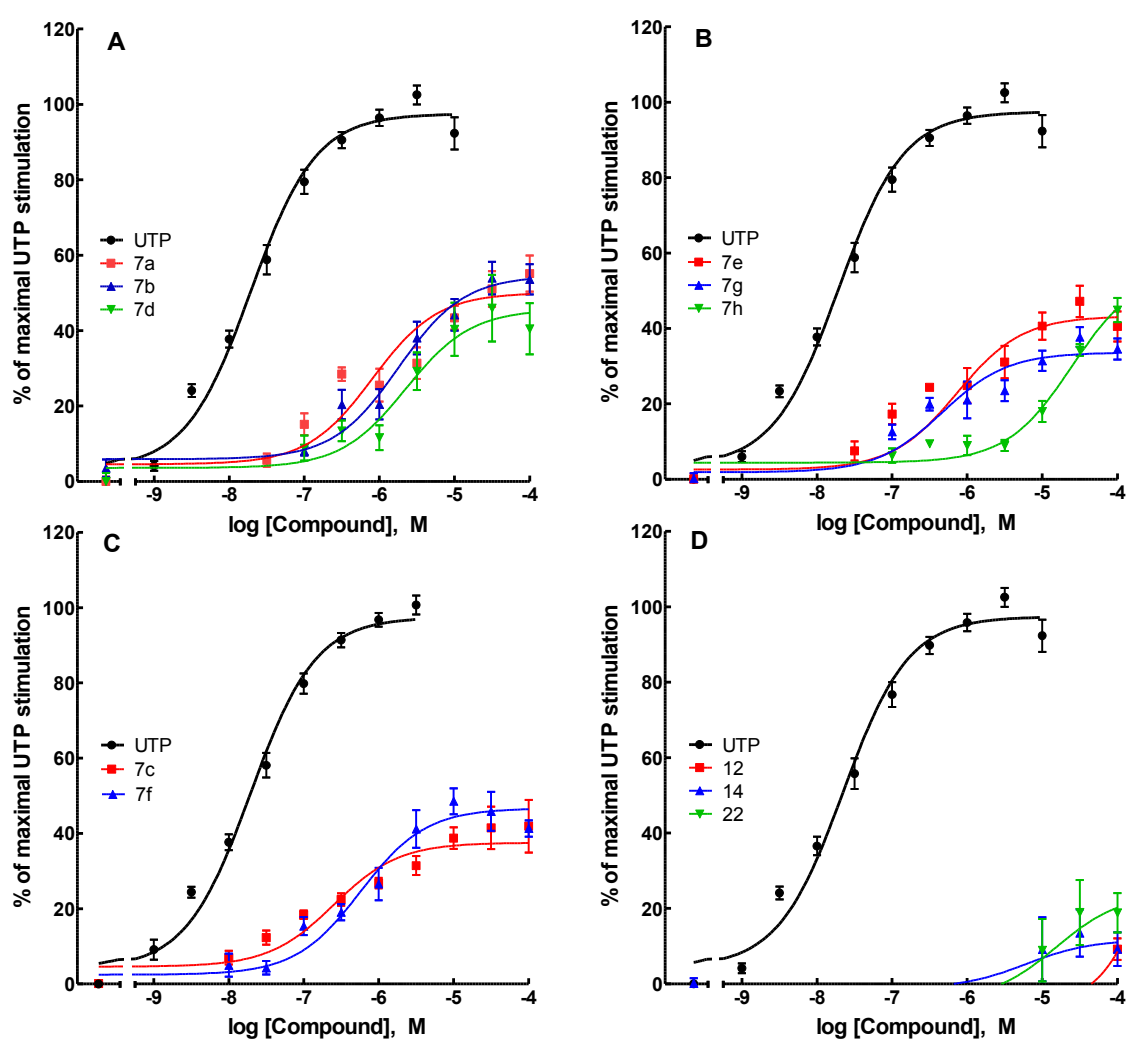 A
% of maximal UTP stimulation
120
100
80
60
40
20
0
UTP
7a
7b
7d
-9 -8 -7 -6 -5 -4
log [Compound], M
B
% of maximal UTP stimulation
120
100
80
60
40
20
0
UTP
7e
7g
7h
-9 -8 -7 -6 -5 -4
log [Compound], M
C
% of maximal UTP stimulation
120
100
80
60
40
20
0
UTP
7c
7f
-9 -8 -7 -6 -5 -4
log [Compound], M
D
% of maximal UTP stimulation
120
100
80
60
40
20
0
UTP
12
14
22
-9 -8 -7 -6 -5 -4
log [Compound], M